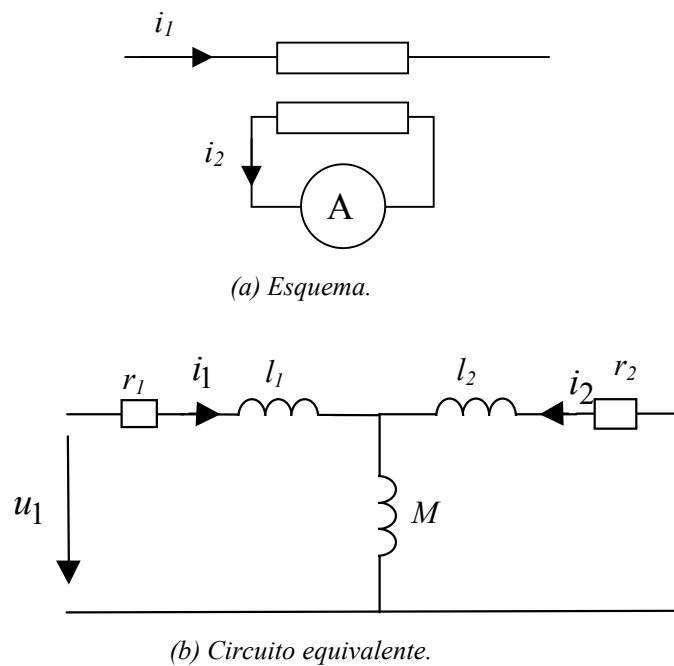 i1
i2
A
(a) Esquema.
r1 i1 l1 l2 i2 r2
u1
M
(b) Circuito equivalente.